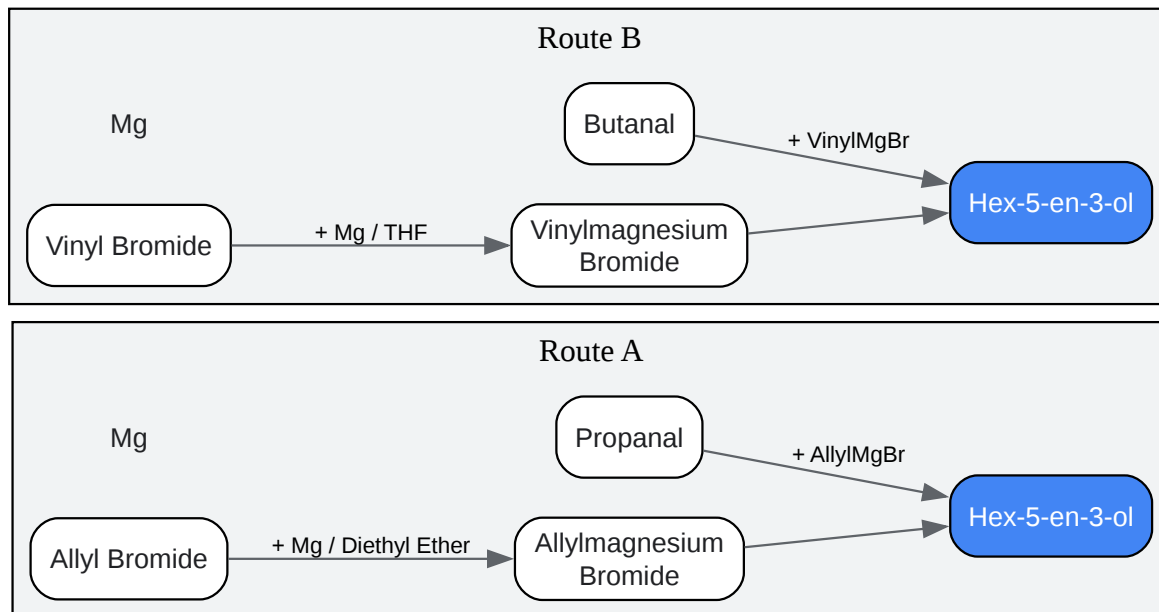 Route B
Mg
Butanal
+ VinylMgBr
Hex-5-en-3-ol
Vinyl Bromide
+ Mg / THF
Vinylmagnesium
Bromide
Route A
Mg
Propanal
+ AllylMgBr
Hex-5-en-3-ol
Allyl Bromide
+ Mg / Diethyl Ether
Allylmagnesium
Bromide